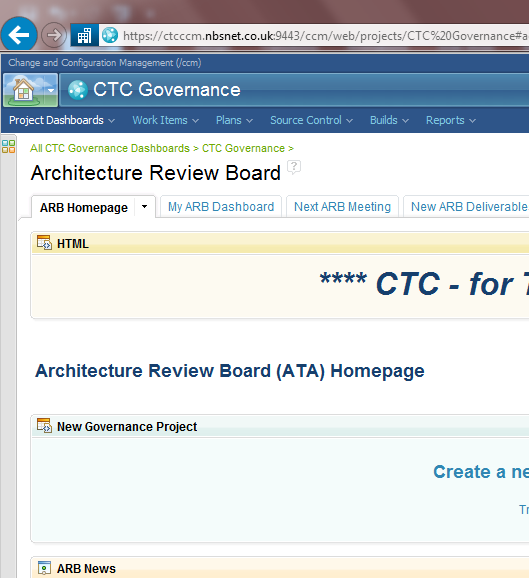 https://ctcccm.nbsnet.co.uk:9443/ccm/web/projects/CTC%20Governance#a
Change and Configuration Management (/ccm)
CTC Governance
Project Dashboards Work Items Plans Source Control Builds Reports
All CTC Governance Dashboards > CTC Governance >
Architecture Review Board ?
ARB Homepage My ARB Dashboard Next ARB Meeting New ARB Deliverable
HTML
**** CTC - for T
Architecture Review Board (ATA) Homepage
New Governance Project
Create a ne
Tr
ARB News